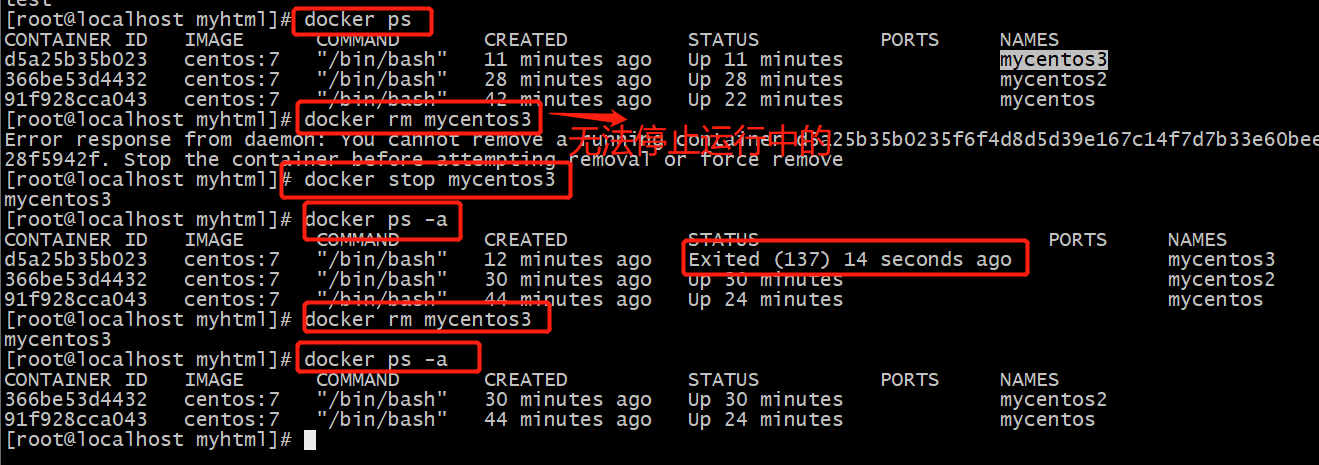 test
[root@localhost myhtml]# docker ps
CONTAINER ID IMAGE COMMAND CREATED STATUS PORTS NAMES
d5a25b35b023 centos:7 "/bin/bash" 11 minutes ago Up 11 minutes mycentos3
366be53d4432 centos:7 "/bin/bash" 28 minutes ago Up 28 minutes mycentos2
91f928cca043 centos:7 "/bin/bash" 42 minutes ago Up 22 minutes mycentos
[root@localhost myhtml]# docker rm mycentos3
无法停止运行中的
Error response from daemon: You cannot remove a running container d5a25b35b0235f6f4d8d5d39e167c14f7d7b33e60bee
28f5942f. Stop the container before attempting removal or force remove
[root@localhost myhtml]# docker stop mycentos3
mycentos3
[root@localhost myhtml]# docker ps -a
CONTAINER ID IMAGE COMMAND CREATED STATUS PORTS NAMES
d5a25b35b023 centos:7 "/bin/bash" 12 minutes ago Exited (137) 14 seconds ago mycentos3
366be53d4432 centos:7 "/bin/bash" 30 minutes ago Up 30 minutes mycentos2
91f928cca043 centos:7 "/bin/bash" 44 minutes ago Up 24 minutes mycentos
[root@localhost myhtml]# docker rm mycentos3
mycentos3
[root@localhost myhtml]# docker ps -a
CONTAINER ID IMAGE COMMAND CREATED STATUS PORTS NAMES
366be53d4432 centos:7 "/bin/bash" 30 minutes ago Up 30 minutes mycentos2
91f928cca043 centos:7 "/bin/bash" 44 minutes ago Up 24 minutes mycentos
[root@localhost myhtml]#